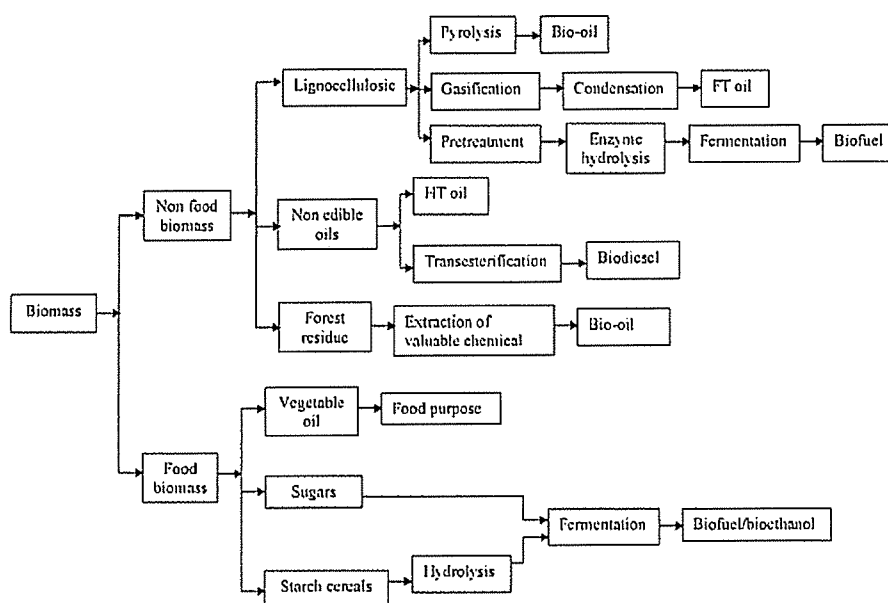 Pyrolysis
Bio-oil
Lignocellulosic
Gasification
Condensation
FT oil
Pretreatment
Enzyme
hydrolysis
Fermentation
Biofuel
Non food
biomass
Non edible
oils
HT oil
Transesterification
Biodiesel
Biomass
Forest
residue
Extraction of
valuable chemical
Bio-oil
Vegetable
oil
Food purpose
Food
biomass
Sugars
Fermentation
Biofuel/bioethanol
Starch cereals
Hydrolysis